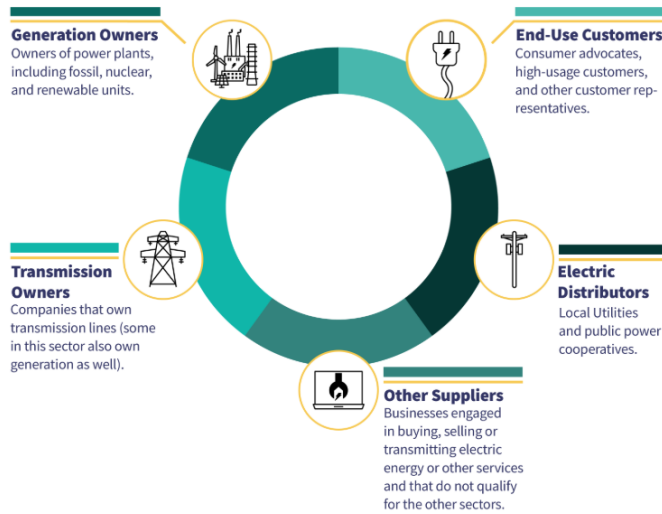 Generation Owners
Owners of power plants,
including fossil, nuclear,
and renewable units.
End-Use Customers
Consumer advocates,
high-usage customers,
and other customer rep-
resentatives.
Transmission
Owners
Companies that own
transmission lines (some
in this sector also own
generation as well).
Electric
Distributors
Local Utilities
and public power
cooperatives.
Other Suppliers
Businesses engaged
in buying, selling or
transmitting electric
energy or other services
and that do not qualify
for the other sectors.